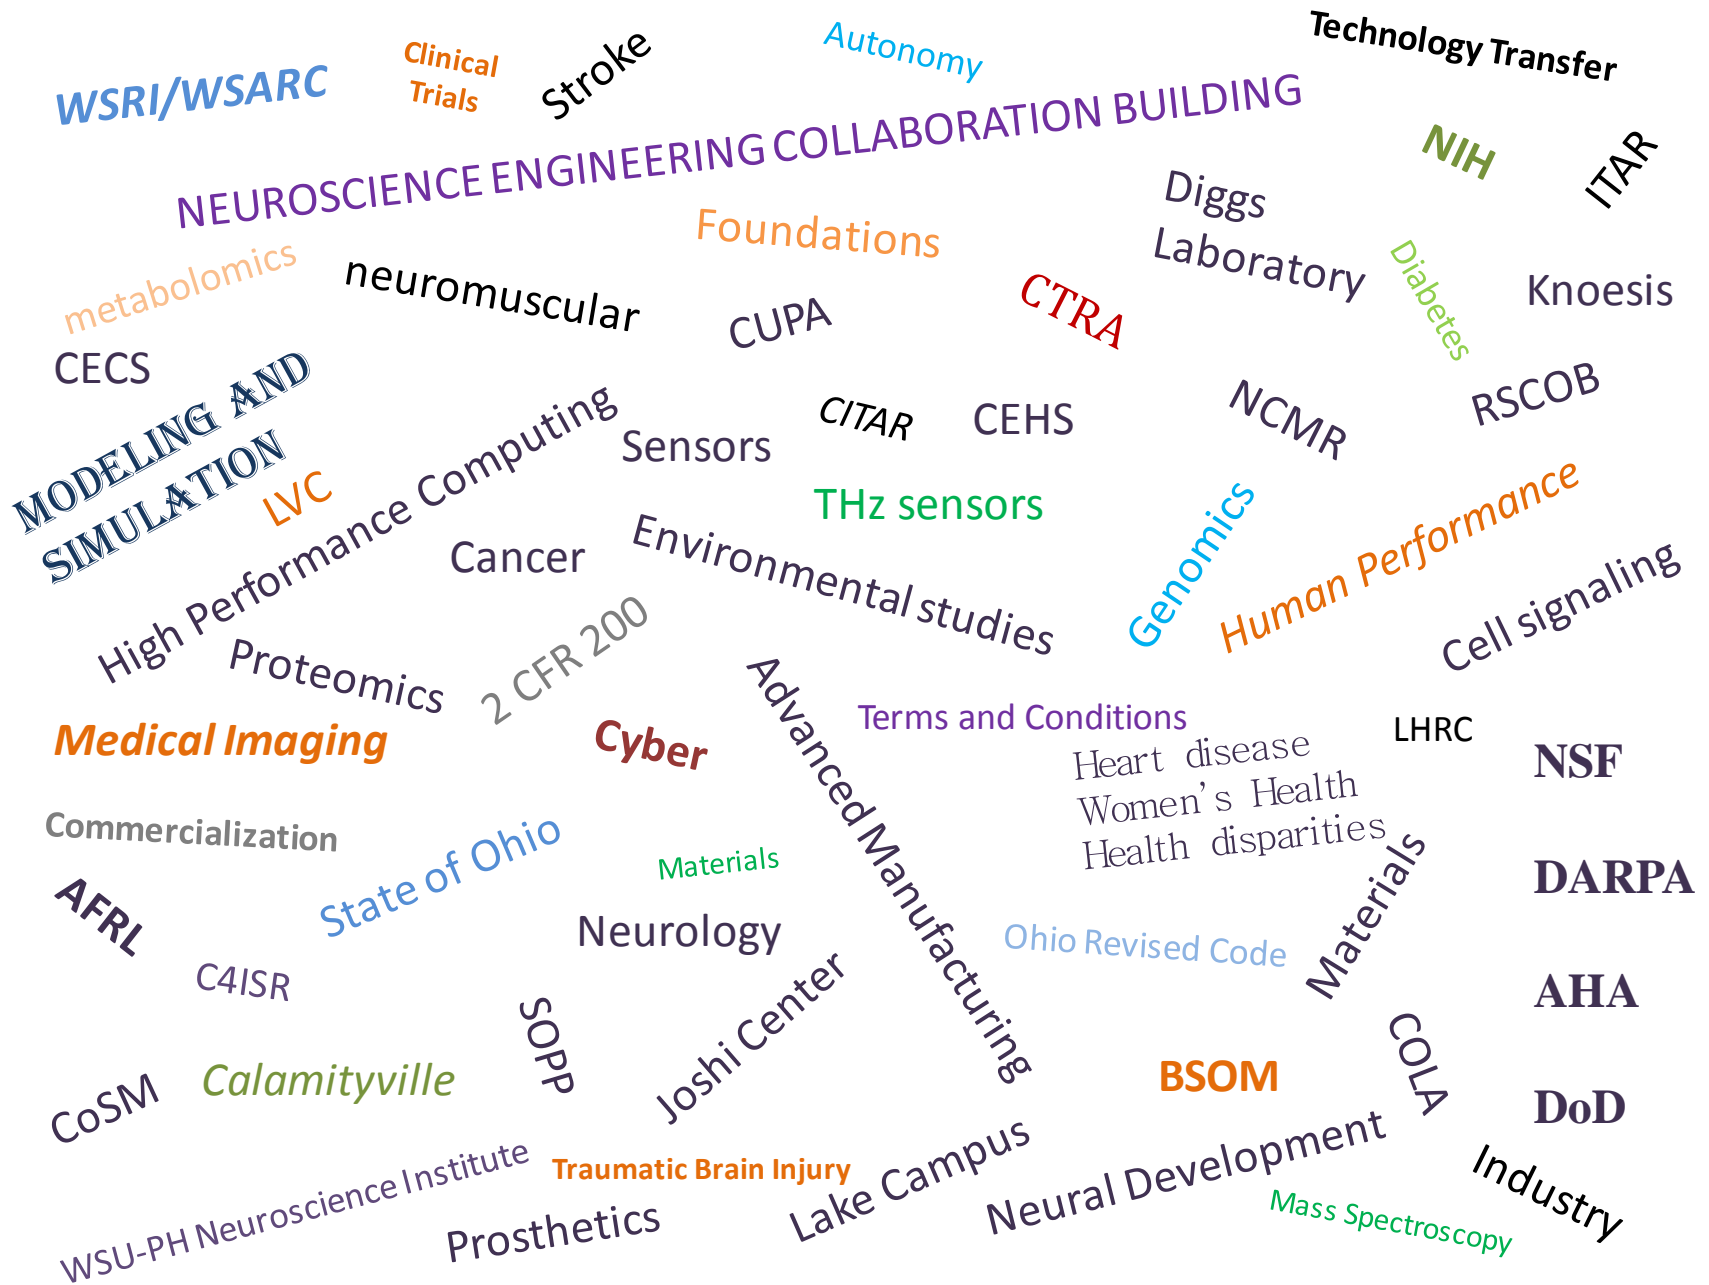 WSRI/WSARC
Clinical
Trials
Stroke
Autonomy
Technology Transfer
NEUROSCIENCE ENGINEERING COLLABORATION BUILDING
NIH
ITAR
Diggs
Laboratory
Foundations
metabolomics
neuromuscular
CUPA
CTRA
Diabetes
Knoesis
CECS
MODELING AND
SIMULATION
LVC
High Performance Computing
Sensors
CITAR
CEHS
NCMR
RSCOB
THz sensors
Cancer
Environmental studies
Genomics
Human Performance
Cell signaling
Proteomics
2 CFR 200
Medical Imaging
Cyber
Advanced Manufacturing
Terms and Conditions
LHRC
Heart disease
Women's Health
Health disparities
NSF
Commercialization
State of Ohio
Materials
Materials
DARPA
AFRL
Neurology
Ohio Revised Code
C4ISR
AHA
SOPP
Joshi Center
COLA
CoSM
Calamityville
BSOM
DoD
WSU-PH Neuroscience Institute
Traumatic Brain Injury
Lake Campus
Neural Development
Industry
Prosthetics
Mass Spectroscopy